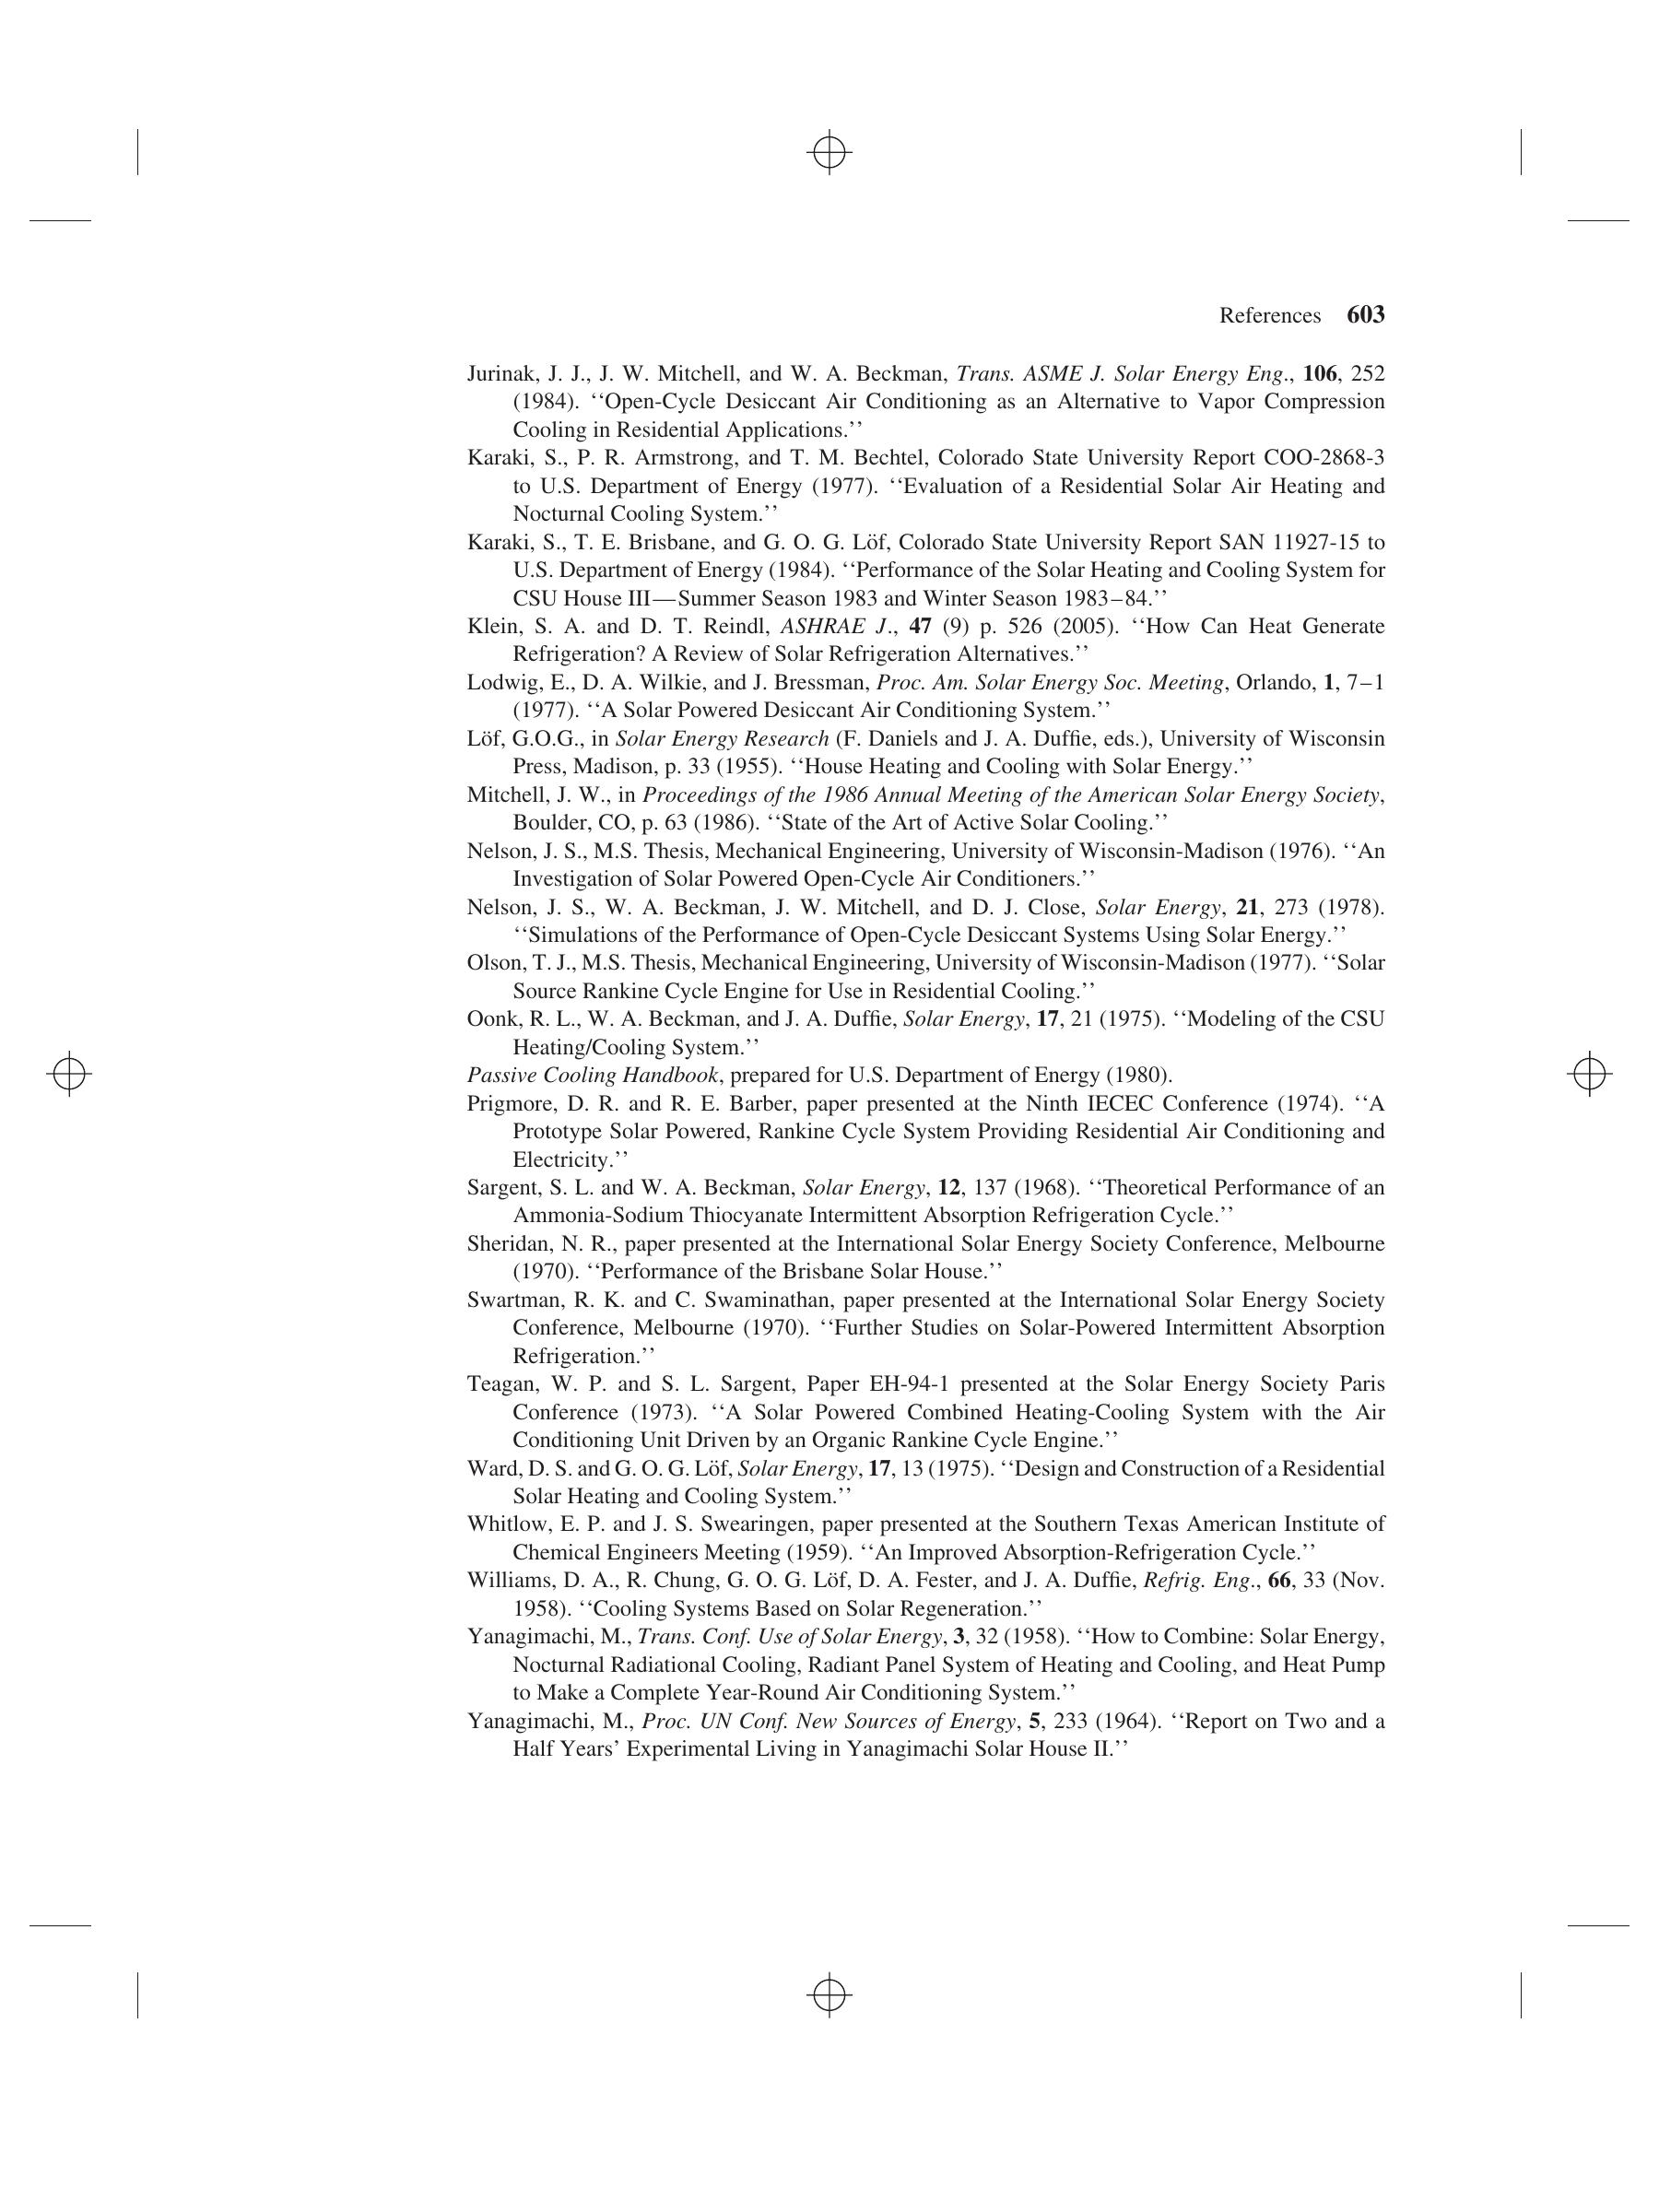 References 603
Jurinak, J. J., J. W. Mitchell, and W. A. Beckman, Trans. ASME J. Solar Energy Eng., 106, 252
(1984). ‘‘Open-Cycle Desiccant Air Conditioning as an Alternative to Vapor Compression
Cooling in Residential Applications.’’
Karaki, S., P. R. Armstrong, and T. M. Bechtel, Colorado State University Report COO-2868-3
to U.S. Department of Energy (1977). ‘‘Evaluation of a Residential Solar Air Heating and
Nocturnal Cooling System.’’
Karaki, S., T. E. Brisbane, and G. O. G. Löf, Colorado State University Report SAN 11927-15 to
U.S. Department of Energy (1984). ‘‘Performance of the Solar Heating and Cooling System for
CSU House III—Summer Season 1983 and Winter Season 1983–84.’’
Klein, S. A. and D. T. Reindl, ASHRAE J., 47 (9) p. 526 (2005). ‘‘How Can Heat Generate
Refrigeration? A Review of Solar Refrigeration Alternatives.’’
Lodwig, E., D. A. Wilkie, and J. Bressman, Proc. Am. Solar Energy Soc. Meeting, Orlando, 1, 7–1
(1977). ‘‘A Solar Powered Desiccant Air Conditioning System.’’
Löf, G.O.G., in Solar Energy Research (F. Daniels and J. A. Duffie, eds.), University of Wisconsin
Press, Madison, p. 33 (1955). ‘‘House Heating and Cooling with Solar Energy.’’
Mitchell, J. W., in Proceedings of the 1986 Annual Meeting of the American Solar Energy Society,
Boulder, CO, p. 63 (1986). ‘‘State of the Art of Active Solar Cooling.’’
Nelson, J. S., M.S. Thesis, Mechanical Engineering, University of Wisconsin-Madison (1976). ‘‘An
Investigation of Solar Powered Open-Cycle Air Conditioners.’’
Nelson, J. S., W. A. Beckman, J. W. Mitchell, and D. J. Close, Solar Energy, 21, 273 (1978).
‘‘Simulations of the Performance of Open-Cycle Desiccant Systems Using Solar Energy.’’
Olson, T. J., M.S. Thesis, Mechanical Engineering, University of Wisconsin-Madison (1977). ‘‘Solar
Source Rankine Cycle Engine for Use in Residential Cooling.’’
Oonk, R. L., W. A. Beckman, and J. A. Duffie, Solar Energy, 17, 21 (1975). ‘‘Modeling of the CSU
Heating/Cooling System.’’
Passive Cooling Handbook, prepared for U.S. Department of Energy (1980).
Prigmore, D. R. and R. E. Barber, paper presented at the Ninth IECEC Conference (1974). ‘‘A
Prototype Solar Powered, Rankine Cycle System Providing Residential Air Conditioning and
Electricity.’’
Sargent, S. L. and W. A. Beckman, Solar Energy, 12, 137 (1968). ‘‘Theoretical Performance of an
Ammonia-Sodium Thiocyanate Intermittent Absorption Refrigeration Cycle.’’
Sheridan, N. R., paper presented at the International Solar Energy Society Conference, Melbourne
(1970). ‘‘Performance of the Brisbane Solar House.’’
Swartman, R. K. and C. Swaminathan, paper presented at the International Solar Energy Society
Conference, Melbourne (1970). ‘‘Further Studies on Solar-Powered Intermittent Absorption
Refrigeration.’’
Teagan, W. P. and S. L. Sargent, Paper EH-94-1 presented at the Solar Energy Society Paris
Conference (1973). ‘‘A Solar Powered Combined Heating-Cooling System with the Air
Conditioning Unit Driven by an Organic Rankine Cycle Engine.’’
Ward, D. S. and G. O. G. Löf, Solar Energy, 17, 13 (1975). ‘‘Design and Construction of a Residential
Solar Heating and Cooling System.’’
Whitlow, E. P. and J. S. Swearingen, paper presented at the Southern Texas American Institute of
Chemical Engineers Meeting (1959). ‘‘An Improved Absorption-Refrigeration Cycle.’’
Williams, D. A., R. Chung, G. O. G. Löf, D. A. Fester, and J. A. Duffie, Refrig. Eng., 66, 33 (Nov.
1958). ‘‘Cooling Systems Based on Solar Regeneration.’’
Yanagimachi, M., Trans. Conf. Use of Solar Energy, 3, 32 (1958). ‘‘How to Combine: Solar Energy,
Nocturnal Radiational Cooling, Radiant Panel System of Heating and Cooling, and Heat Pump
to Make a Complete Year-Round Air Conditioning System.’’
Yanagimachi, M., Proc. UN Conf. New Sources of Energy, 5, 233 (1964). ‘‘Report on Two and a
Half Years’ Experimental Living in Yanagimachi Solar House II.’’